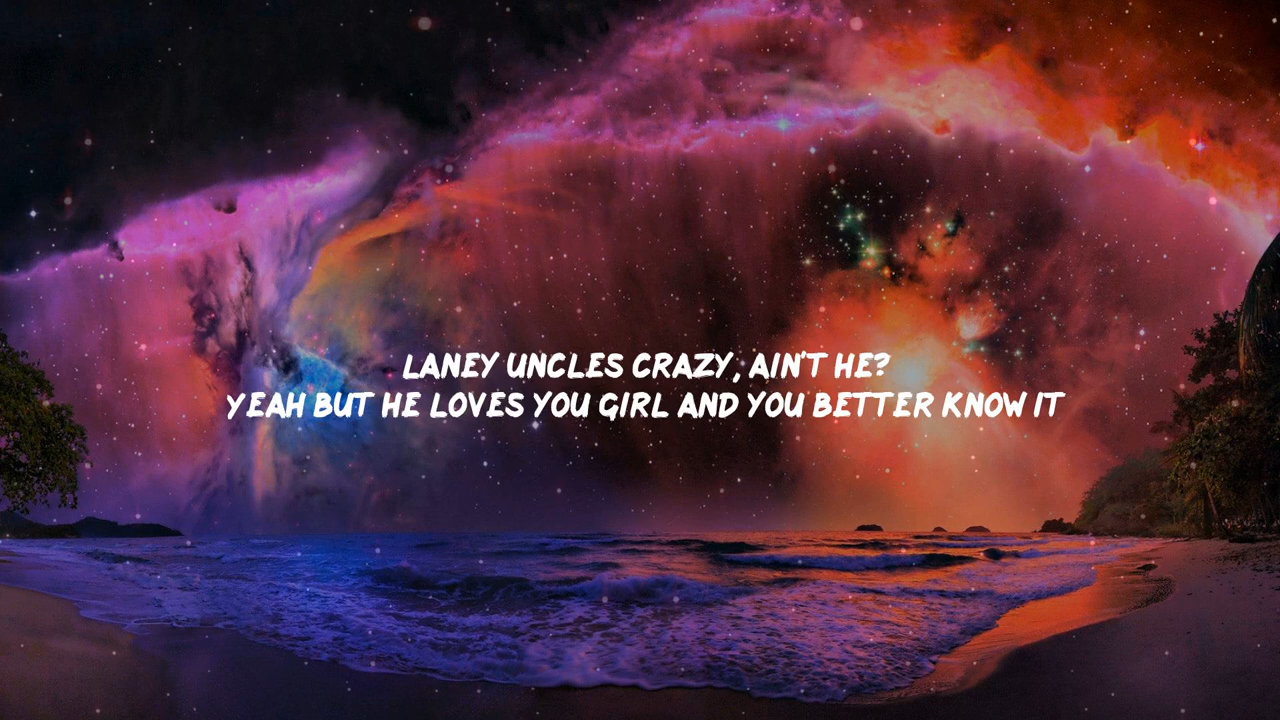 LANEY UNCLES CRAZY, AIN'T HE?
YEAH BUT HE LOVES YOU GIRL AND YOU BETTER KNOW IT